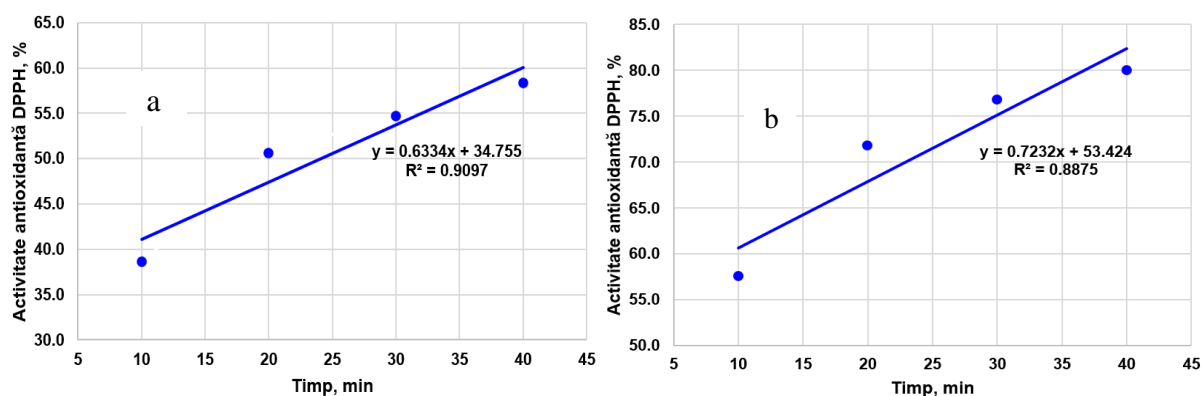 Activitate antioxidantă DPPH, %
65.0
60.0
55.0
50.0
45.0
40.0
35.0
30.0
a
y = 0.6334x + 34.755
R² = 0.9097
5 10 15 20 25 30 35 40 45
Timp, min
Activitate antioxidantă DPPH, %
85.0
80.0
75.0
70.0
65.0
60.0
55.0
50.0
b
y = 0.7232x + 53.424
R² = 0.8875
5 10 15 20 25 30 35 40 45
Timp, min